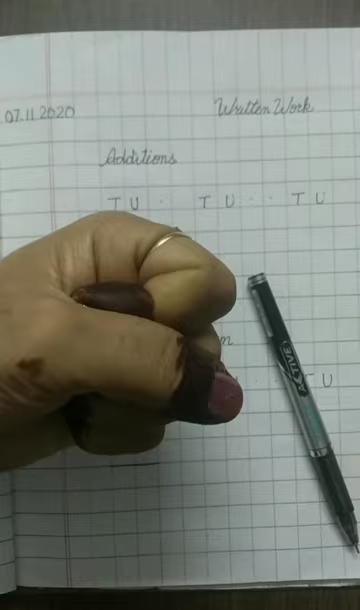 07.11.2020 Written Work
Additions
T U T U T U
n
T U
ACTIVE